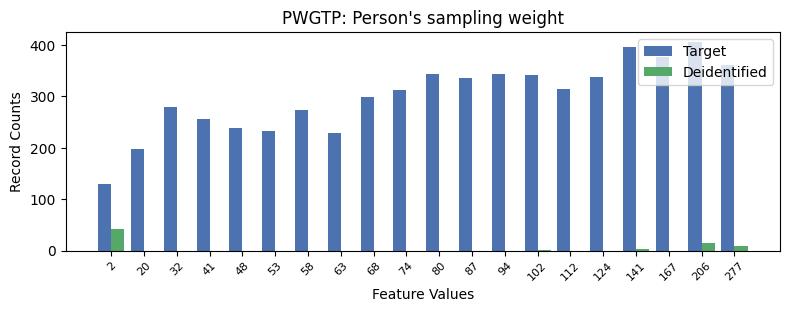 PWGTP: Person's sampling weight
Target
Deidentified
Record Counts
400
300
200
100
0
2 20 32 41 48 53 58 63 68 74 80 87 94 102 112 124 141 167 206 277
Feature Values